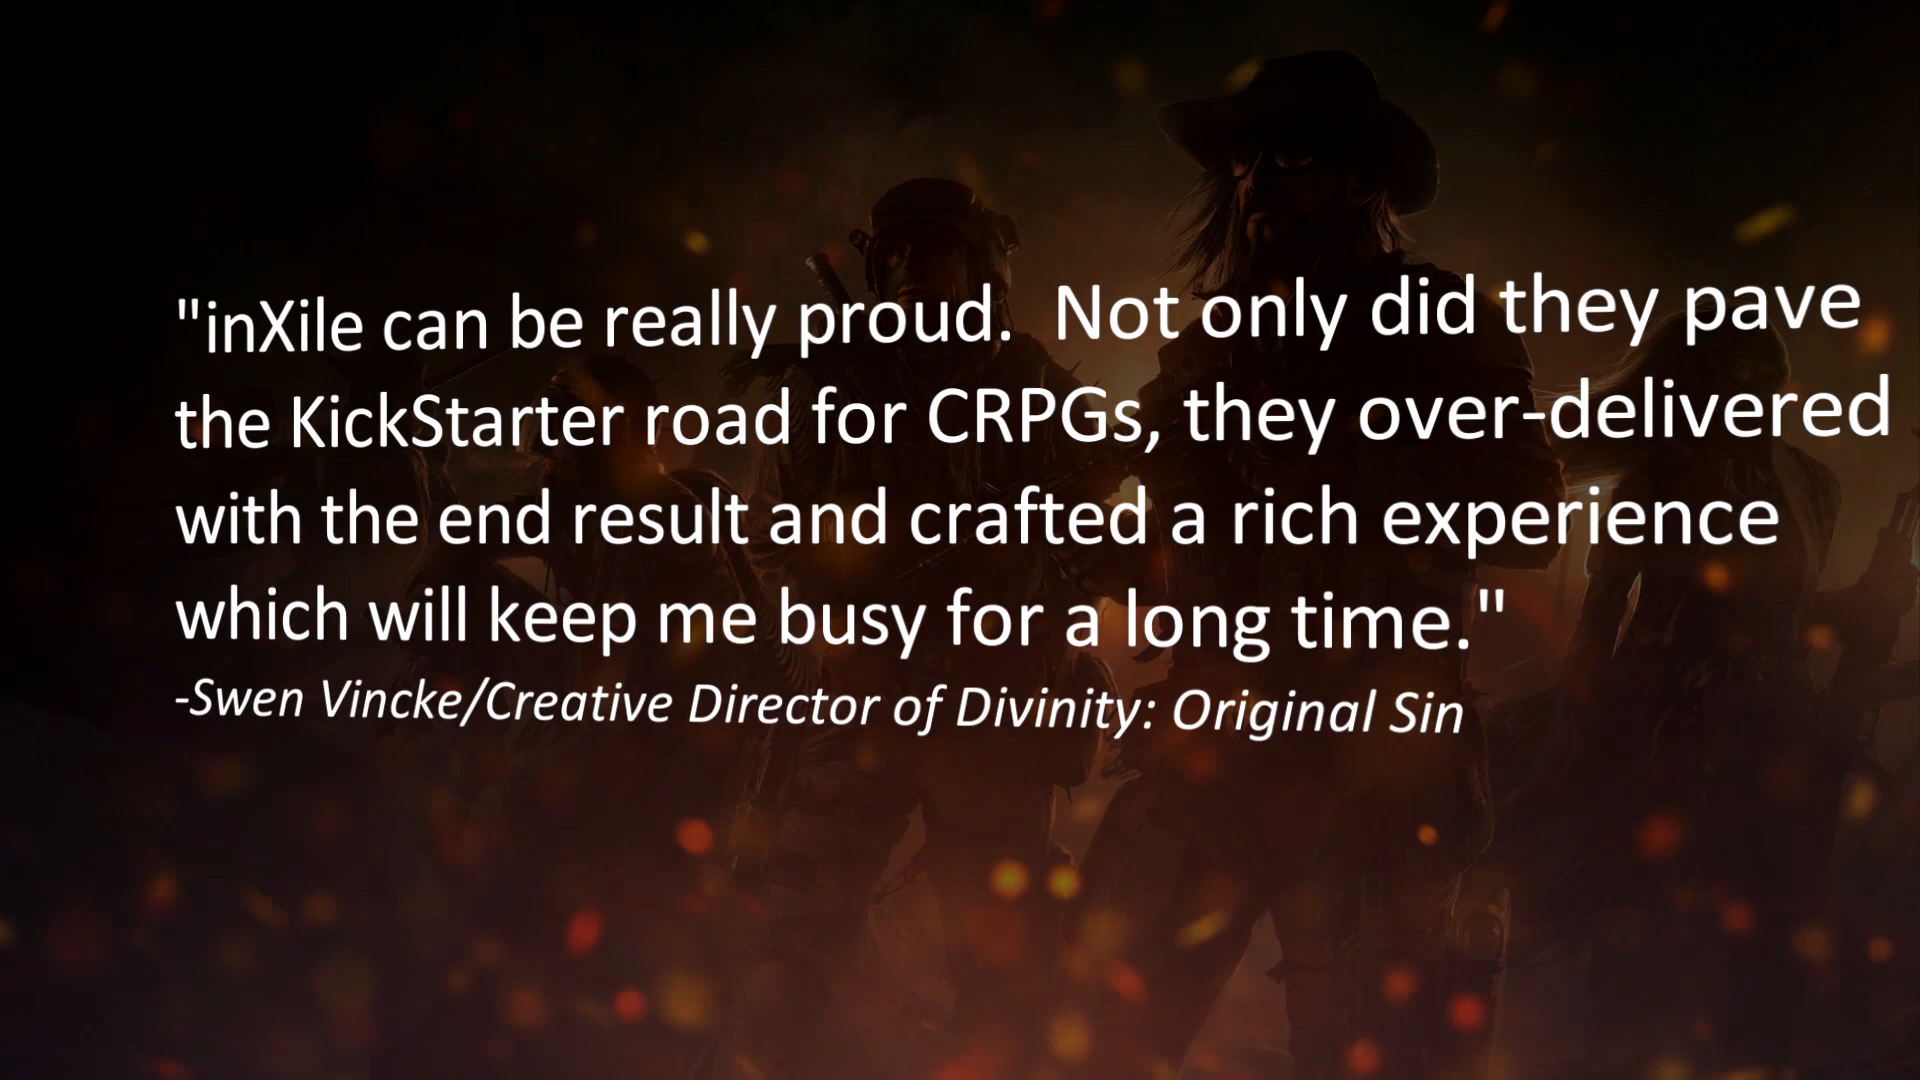 "inXile can be really proud.  Not only did they pave
the KickStarter road for CRPGs, they over-delivered
with the end result and crafted a rich experience
which will keep me busy for a long time."
-Swen Vincke/Creative Director of Divinity: Original Sin